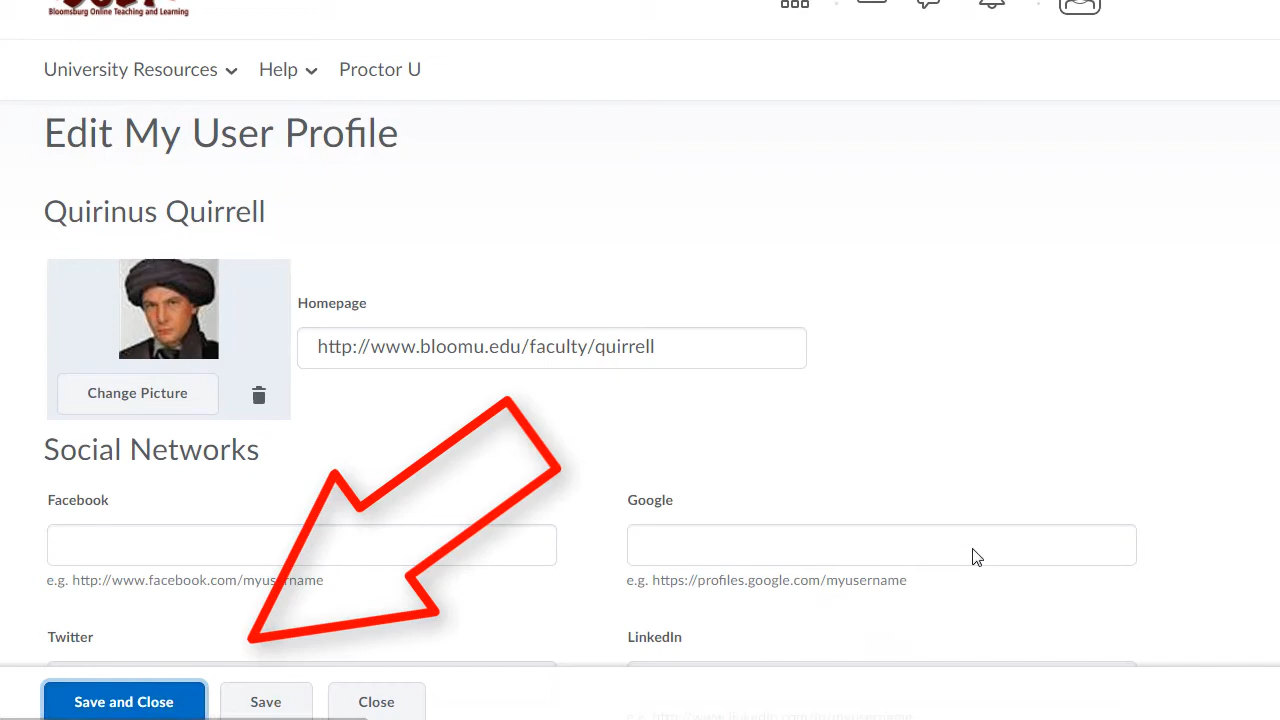 Bloomsburg Online Teaching and Learning
University Resources Help Proctor U
Edit My User Profile
Quirinus Quirrell
Homepage
http://www.bloomu.edu/faculty/quirrell
Change Picture
Social Networks
Facebook Google
e.g. http://www.facebook.com/myusername e.g. https://profiles.google.com/myusername
Twitter LinkedIn
Save and Close Save Close